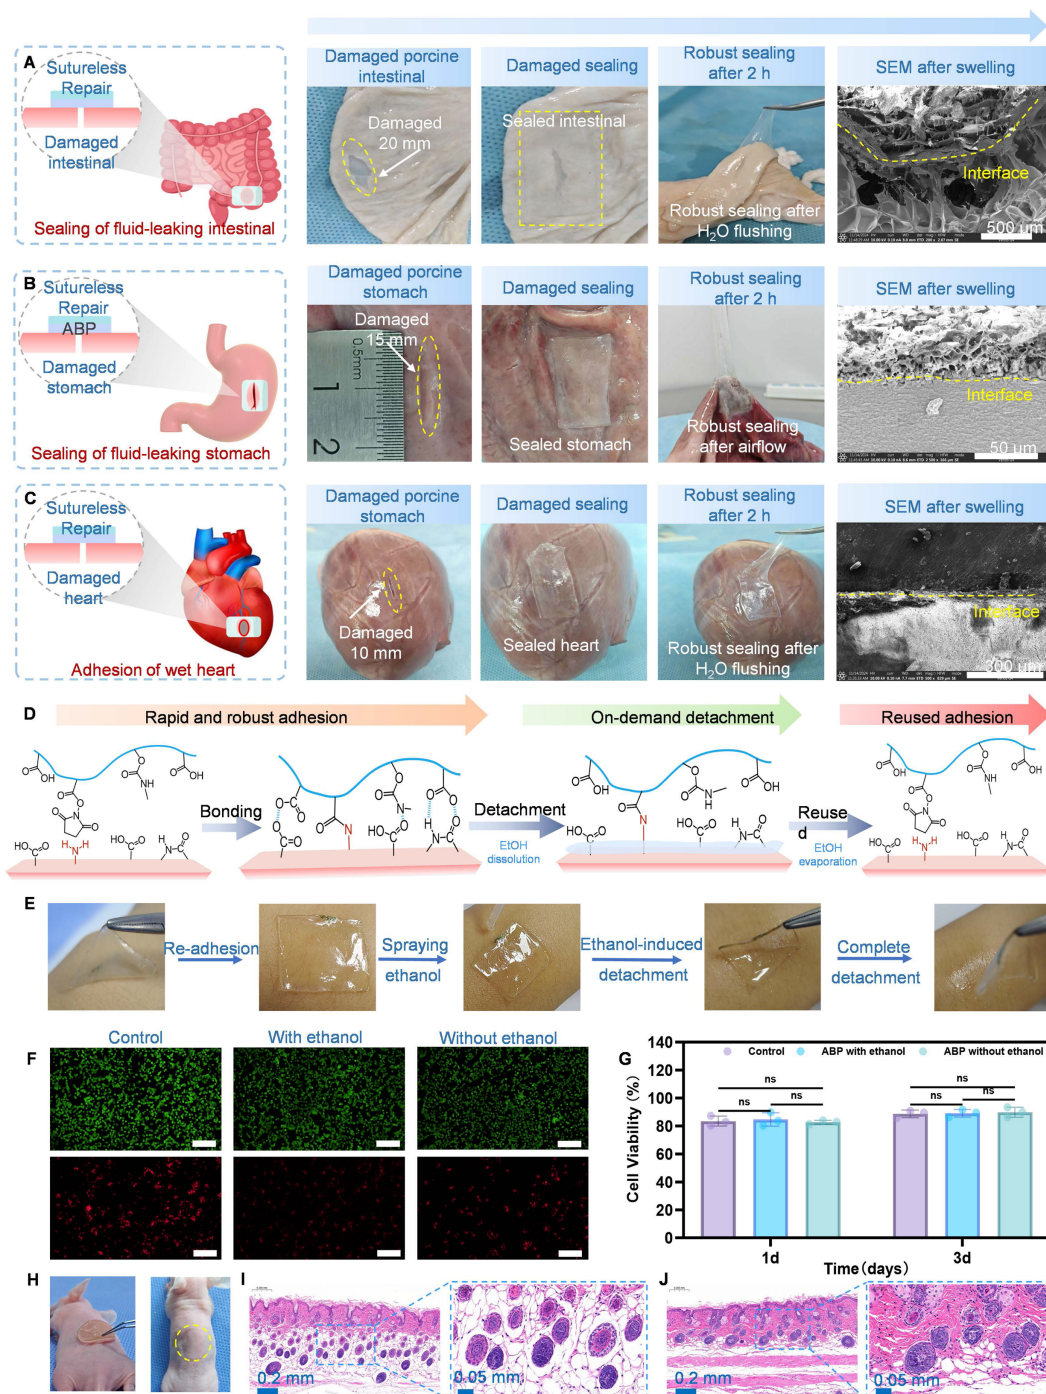 A
Sutureless
Repair
Damaged
intestinal
Sealing of fluid-leaking intestinal
Damaged porcine
intestinal
Damaged
20 mm
Damaged sealing
Sealed intestinal
Robust sealing
after 2 h
Robust sealing after
H₂O flushing
SEM after swelling
Interface
500 um
B
Sutureless
Repair
ABP
Damaged
stomach
Sealing of fluid-leaking stomach
Damaged porcine
stomach
Damaged
15 mm
0.5mm
1
2
Damaged sealing
Sealed stomach
Robust sealing
after 2 h
Robust sealing
after airflow
SEM after swelling
Interface
50 um
C
Sutureless
Repair
Damaged
heart
Adhesion of wet heart
Damaged porcine
stomach
Damaged
10 mm
Damaged sealing
Sealed heart
Robust sealing
after 2 h
Robust sealing after
H₂O flushing
SEM after swelling
Interface
300 um
D
Rapid and robust adhesion
On-demand detachment
Reused adhesion
Bonding
Detachment
EtOH
dissolution
Reuse
d
EtOH
evaporation
E
Re-adhesion
Spraying
ethanol
Ethanol-induced
detachment
Complete
detachment
F
Control
With ethanol
Without ethanol
G
Control
ABP with ethanol
ABP without ethanol
Cell Viability (%)
140
120
100
80
60
40
20
0
ns
ns
ns
ns
ns
ns
1d
3d
Time(days)
H
I
0.2 mm
0.05 mm
J
0.2 mm
0.05 mm